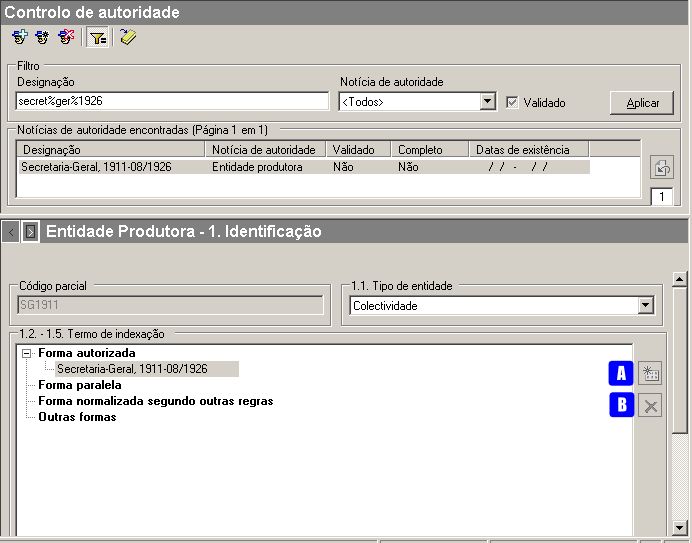 Controlo de autoridade
Filtro
Designação
Notícia de autoridade
secret%ger%1926
<Todos>
Validado
Aplicar
Notícias de autoridade encontradas (Página 1 em 1)
Designação Notícia de autoridade Validado Completo Datas de existência
Secretaria-Geral, 1911-08/1926 Entidade produtora Não Não / / - / /
1
Entidade Produtora - 1. Identificação
Código parcial
SG1911
1.1. Tipo de entidade
Colectividade
1.2. - 1.5. Termo de indexação
Forma autorizada
Secretaria-Geral, 1911-08/1926
A
Forma paralela
Forma normalizada segundo outras regras
B
Outras formas